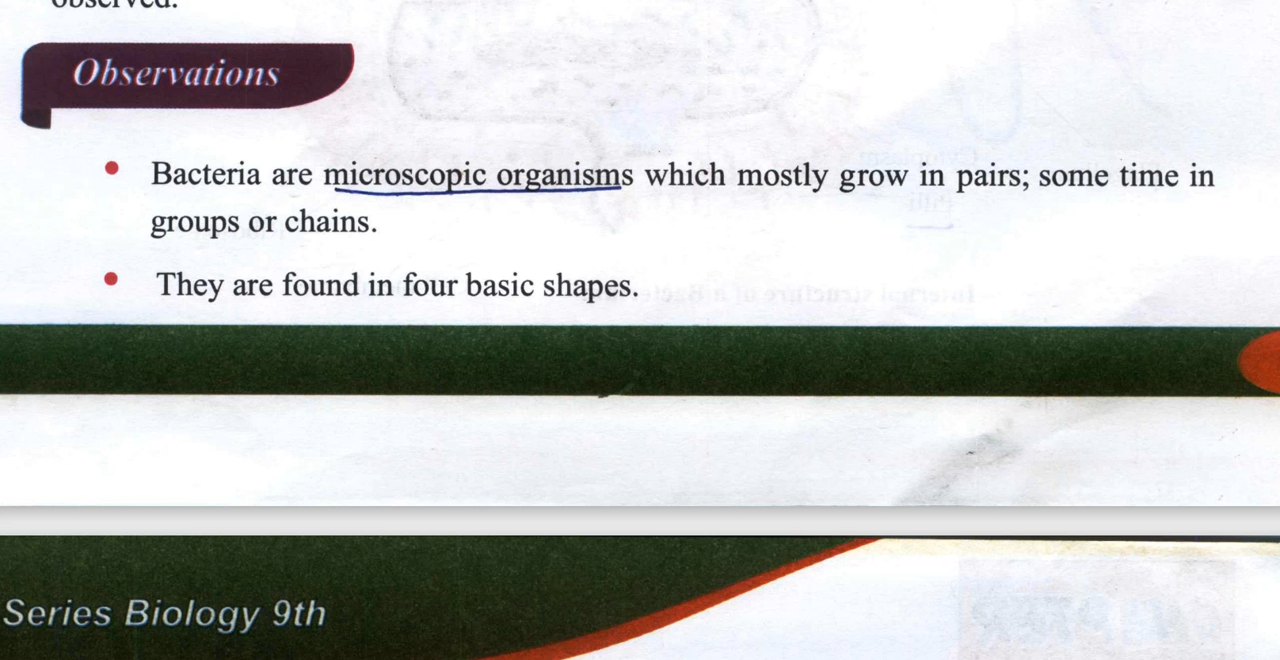 observed.
Observations
• Bacteria are microscopic organisms which mostly grow in pairs; some time in
groups or chains.
• They are found in four basic shapes.
Series Biology 9th